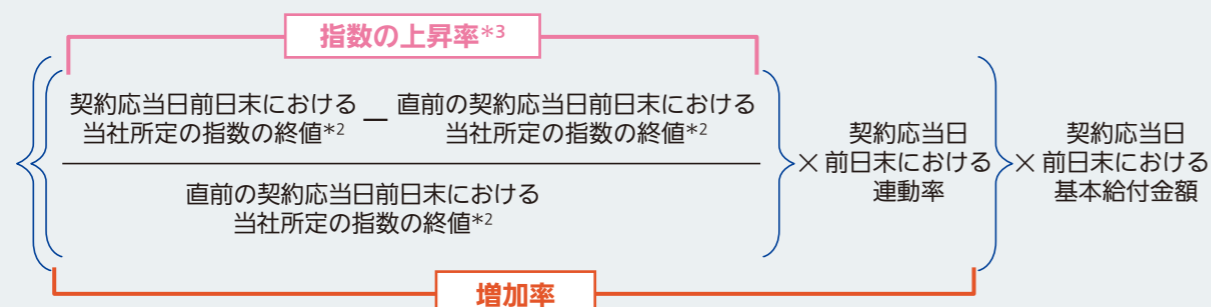 指数の上昇率*3
契約応当日前日末における
当社所定の指数の終値*2
—
直前の契約応当日前日末における
当社所定の指数の終値*2
直前の契約応当日前日末における
当社所定の指数の終値*2
×
契約応当日
前日末における
連動率
×
契約応当日
前日末における
基本給付金額
増加率